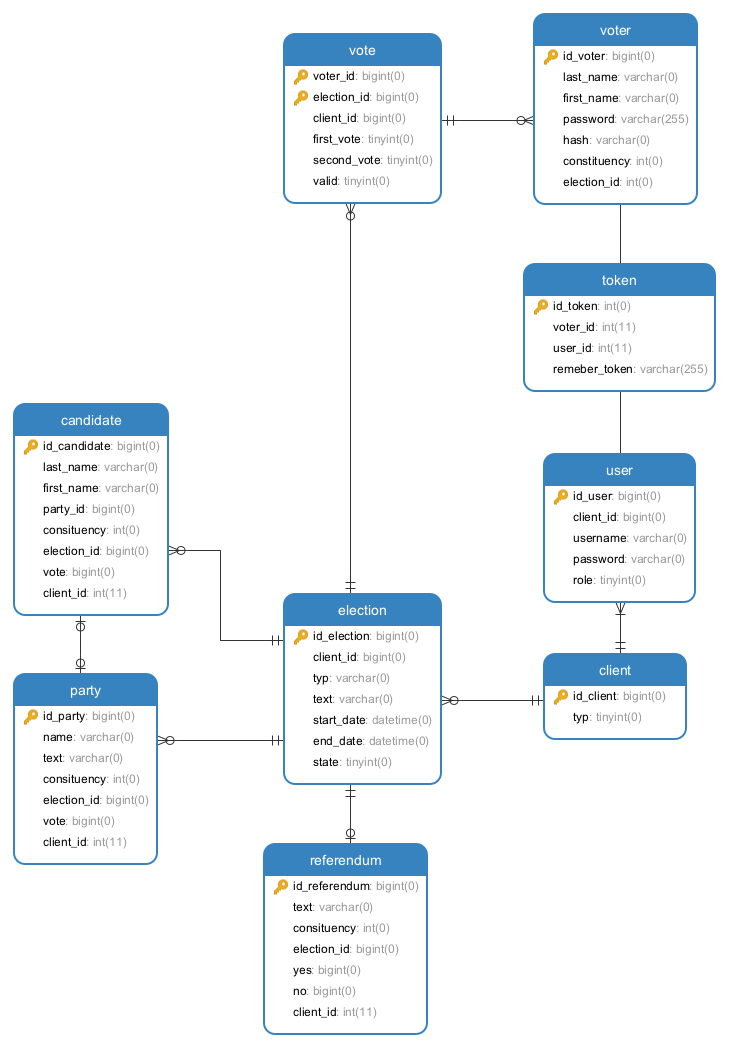 vote
voter_id: bigint(0)
election_id: bigint(0)
client_id: bigint(0)
first_vote: tinyint(0)
second_vote: tinyint(0)
valid: tinyint(0)
voter
id_voter: bigint(0)
last_name: varchar(0)
first_name: varchar(0)
password: varchar(255)
hash: varchar(0)
constituency: int(0)
election_id: int(0)
token
id_token: int(0)
voter_id: int(11)
user_id: int(11)
remeber_token: varchar(255)
candidate
id_candidate: bigint(0)
last_name: varchar(0)
first_name: varchar(0)
party_id: bigint(0)
consituency: int(0)
election_id: bigint(0)
vote: bigint(0)
client_id: int(11)
user
id_user: bigint(0)
client_id: bigint(0)
username: varchar(0)
password: varchar(0)
role: tinyint(0)
election
id_election: bigint(0)
client_id: bigint(0)
typ: varchar(0)
text: varchar(0)
start_date: datetime(0)
end_date: datetime(0)
state: tinyint(0)
client
id_client: bigint(0)
typ: tinyint(0)
party
id_party: bigint(0)
name: varchar(0)
text: varchar(0)
consituency: int(0)
election_id: bigint(0)
vote: bigint(0)
client_id: int(11)
referendum
id_referendum: bigint(0)
text: varchar(0)
consituency: int(0)
election_id: bigint(0)
yes: bigint(0)
no: bigint(0)
client_id: int(11)